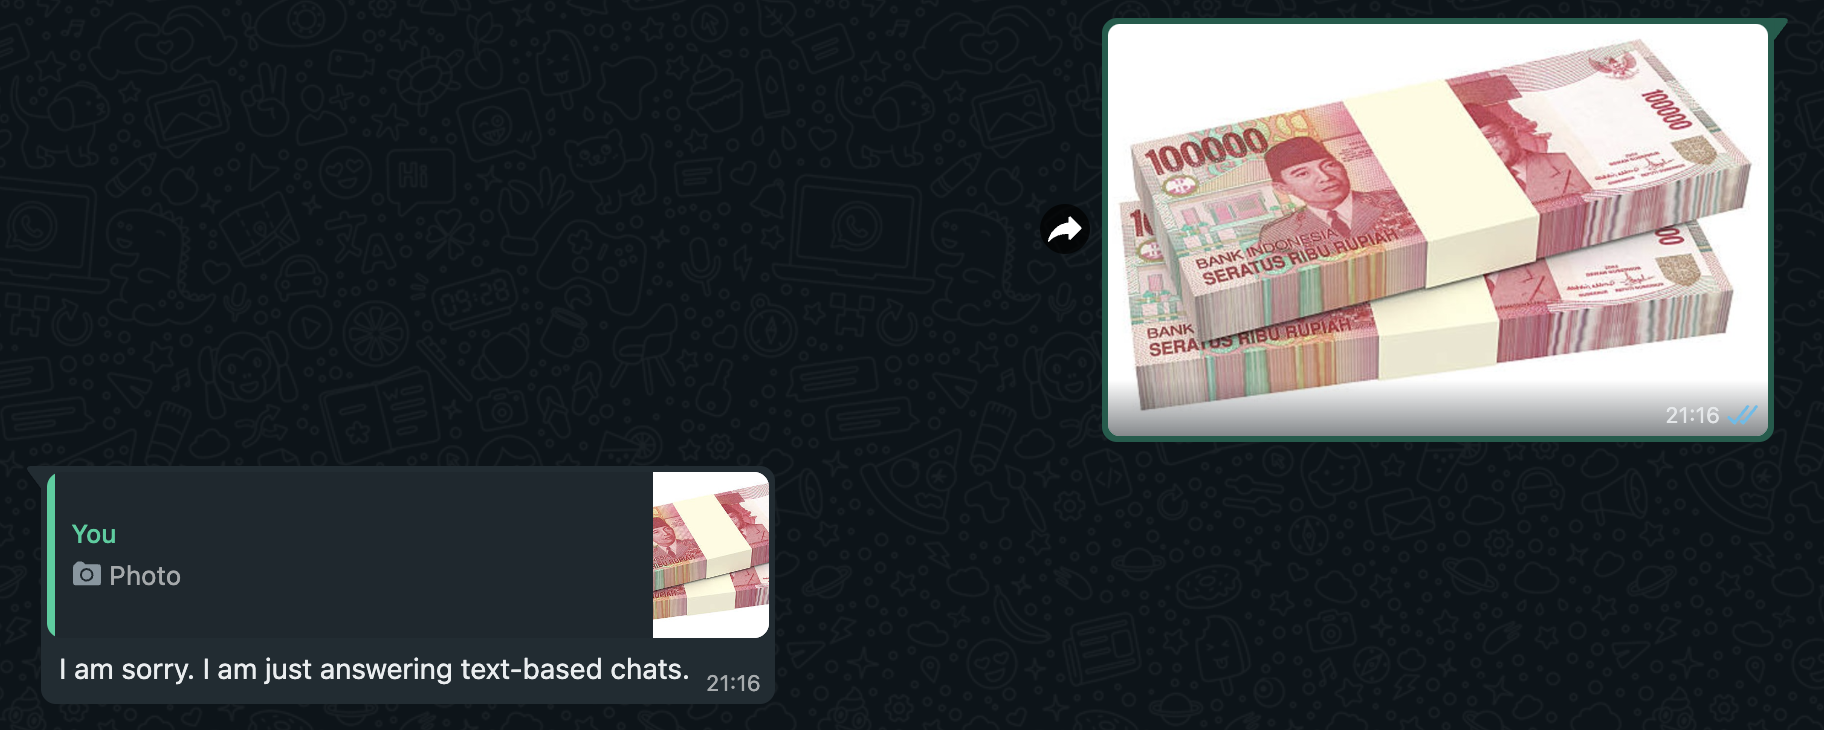 100000
100000
BANK INDONESIA
SERATUS RIBU RUPIAH
00
BANK
SERATUS RIBU RUPIAH
21:16
You
Photo
I am sorry. I am just answering text-based chats.
21:16